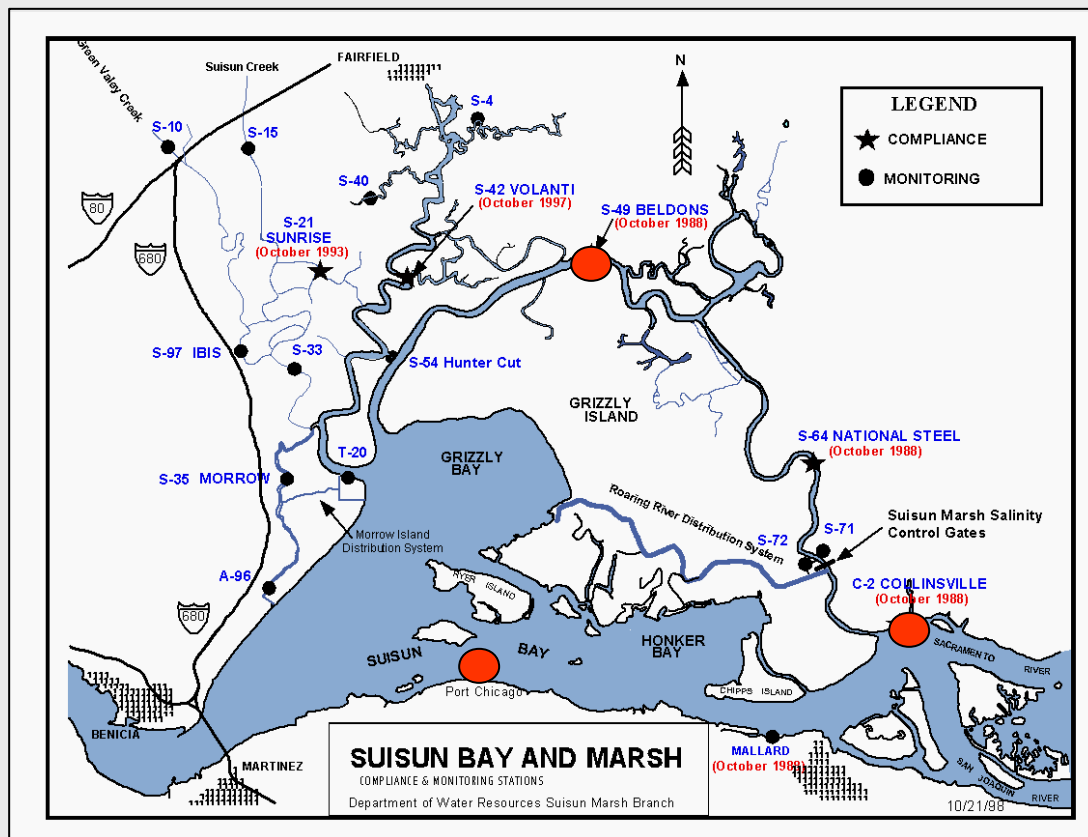 Green Valey Creek
Suisun Creek
FAIRFIELD
N
LEGEND
COMPLIANCE
MONITORING
S-4
S-10
S-15
S-40
S-42 VOLANTI
(October 1997)
S-49 BELDONS
(October 1988)
S-21
SUNRISE
(October 1993)
80
680
S-97 IBIS
S-33
S-54 Hunter Cut
GRIZZLY
ISLAND
S-64 NATIONAL STEEL
(October 1988)
T-20
GRIZZLY
BAY
S-35 MORROW
Morrow Island
Distribution System
Roaring River Distribution System
S-72
S-71
Suisun Marsh Salinity
Control Gates
A-96
C-2 COLLINSVILLE
(October 1988)
RYER ISLAND
680
SUISUN BAY
HONKER
BAY
SACRAMENTO
RIVER
Port Chicago
CHIPPS ISLAND
BENICIA
MARTINEZ
MALLARD
(October 1988)
SAN JOAQUIN
RIVER
SUISUN BAY AND MARSH
COMPLIANCE & MONITORING STATIONS
Department of Water Resources Suisun Marsh Branch
10/21/98